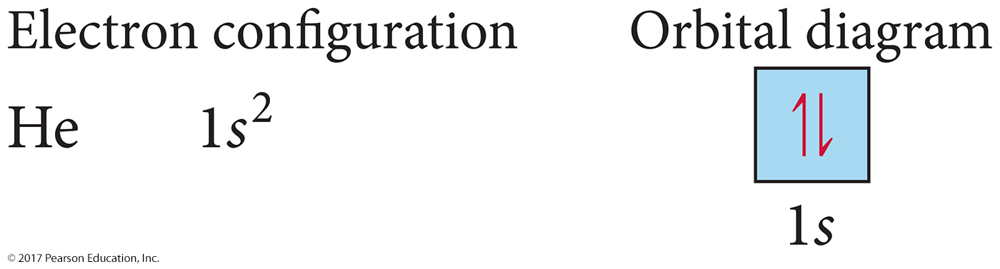 Electron configuration Orbital diagram
He 1s²
1s
© 2017 Pearson Education, Inc.